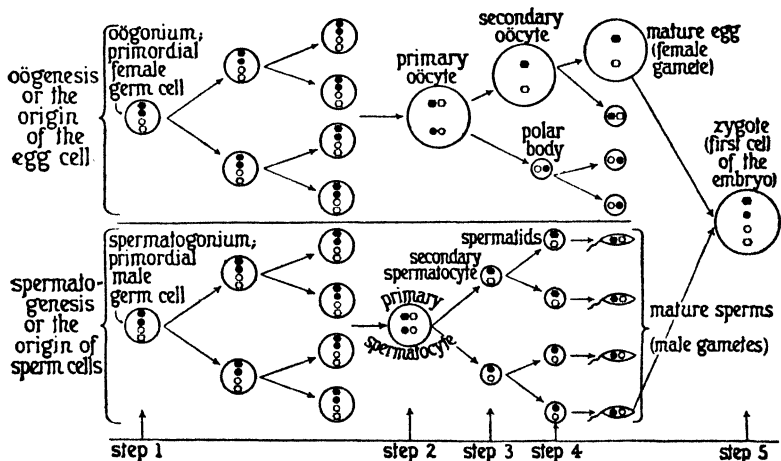 oögenesis
or the
origin
of the
egg cell
oögonium;
primordial
female
germ cell
primary
oöcyte
secondary
oöcyte
polar
body
mature egg
(female
gamete)
zygote
(first cell
of the
embryo)
spermato-
genesis
or the
origin of
sperm cells
spermatogonium;
primordial
male
germ cell
primary
spermatocyte
secondary
spermatocyte
spermatids
mature sperms
(male gametes)
step 1
step 2
step 3
step 4
step 5